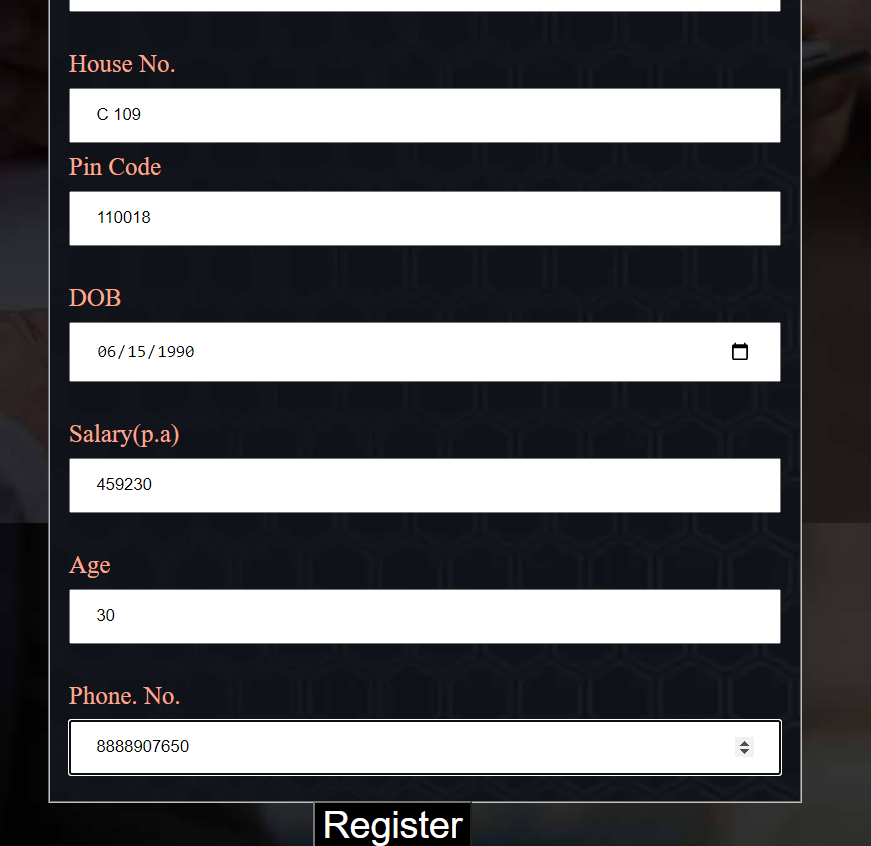 House No.
C 109
Pin Code
110018
DOB
06/15/1990
Salary(p.a)
459230
Age
30
Phone. No.
8888907650
Register